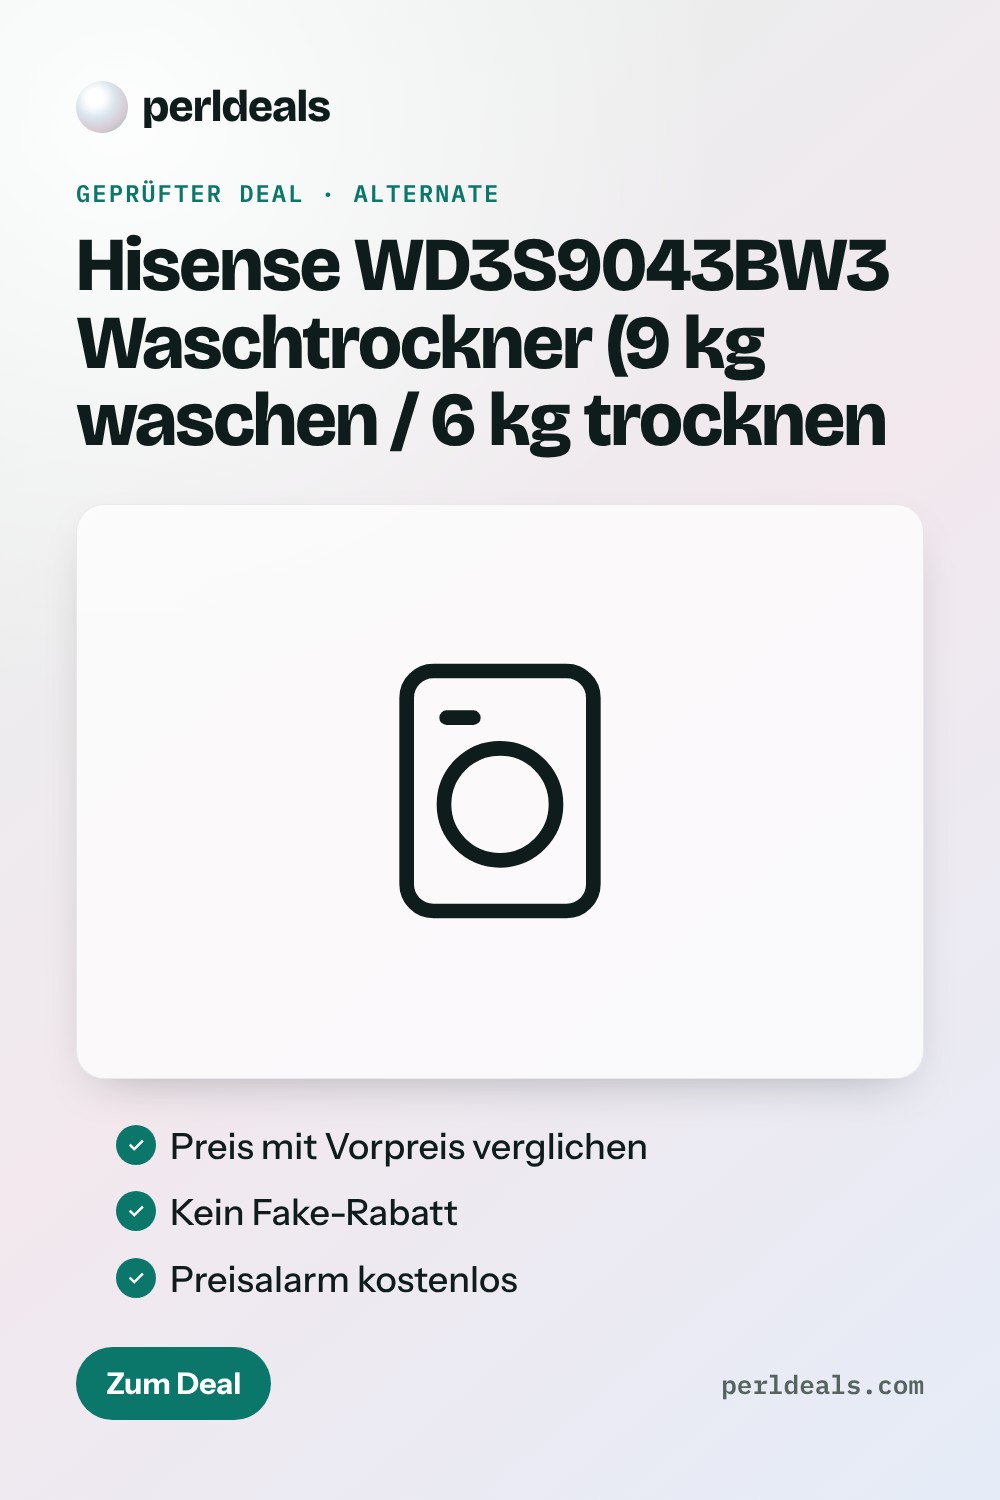 perldeals
GEPRÜFTER DEAL · ALTERNATE
Hisense WD3S9043BW3
Waschtrockner (9 kg
waschen / 6 kg trocknen
Preis mit Vorpreis verglichen
Kein Fake-Rabatt
Preisalarm kostenlos
Zum Deal
perldeals.com